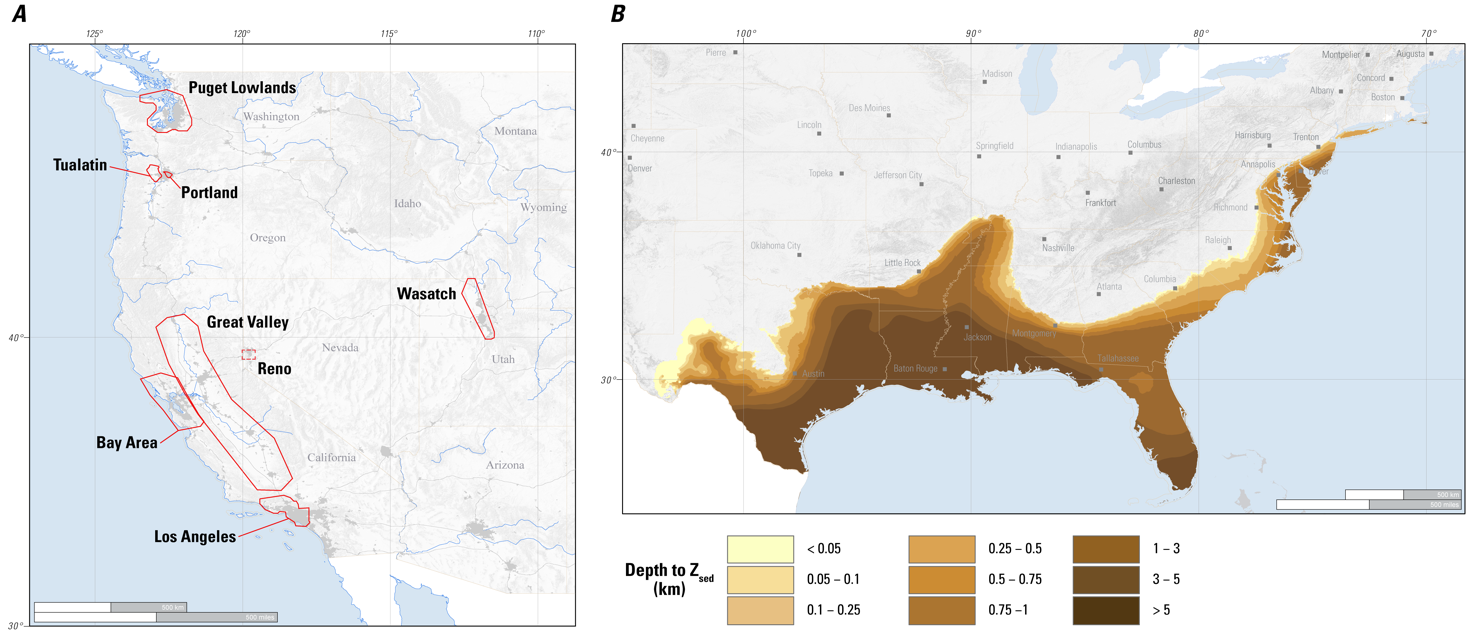 A
125°
120°
115°
110°
Puget Lowlands
Washington
Montana
Tualatin
Portland
Idaho
Wyoming
Oregon
Wasatch
Great Valley
40°
Nevada
Utah
Reno
Bay Area
California
Arizona
Los Angeles
500 km
500 miles
30°
B
100°
90°
80°
70°
Pierre
Montpelier
Augusta
Madison
Concord
Albany
Boston
Des Moines
Lincoln
Cheyenne
Harrisburg
Trenton
Springfield
Indianapolis
Columbus
40°
Denver
Annapolis
Topeka
Jefferson City
Charleston
Frankfort
Richmond
Oklahoma City
Nashville
Raleigh
Little Rock
Columbia
Atlanta
Jackson
Montgomery
Tallahassee
30°
Austin
Baton Rouge
500 km
500 miles
Depth to Zsed
(km)
< 0.05
0.05 – 0.1
0.1 – 0.25
0.25 – 0.5
0.5 – 0.75
0.75 –1
1 – 3
3 – 5
> 5